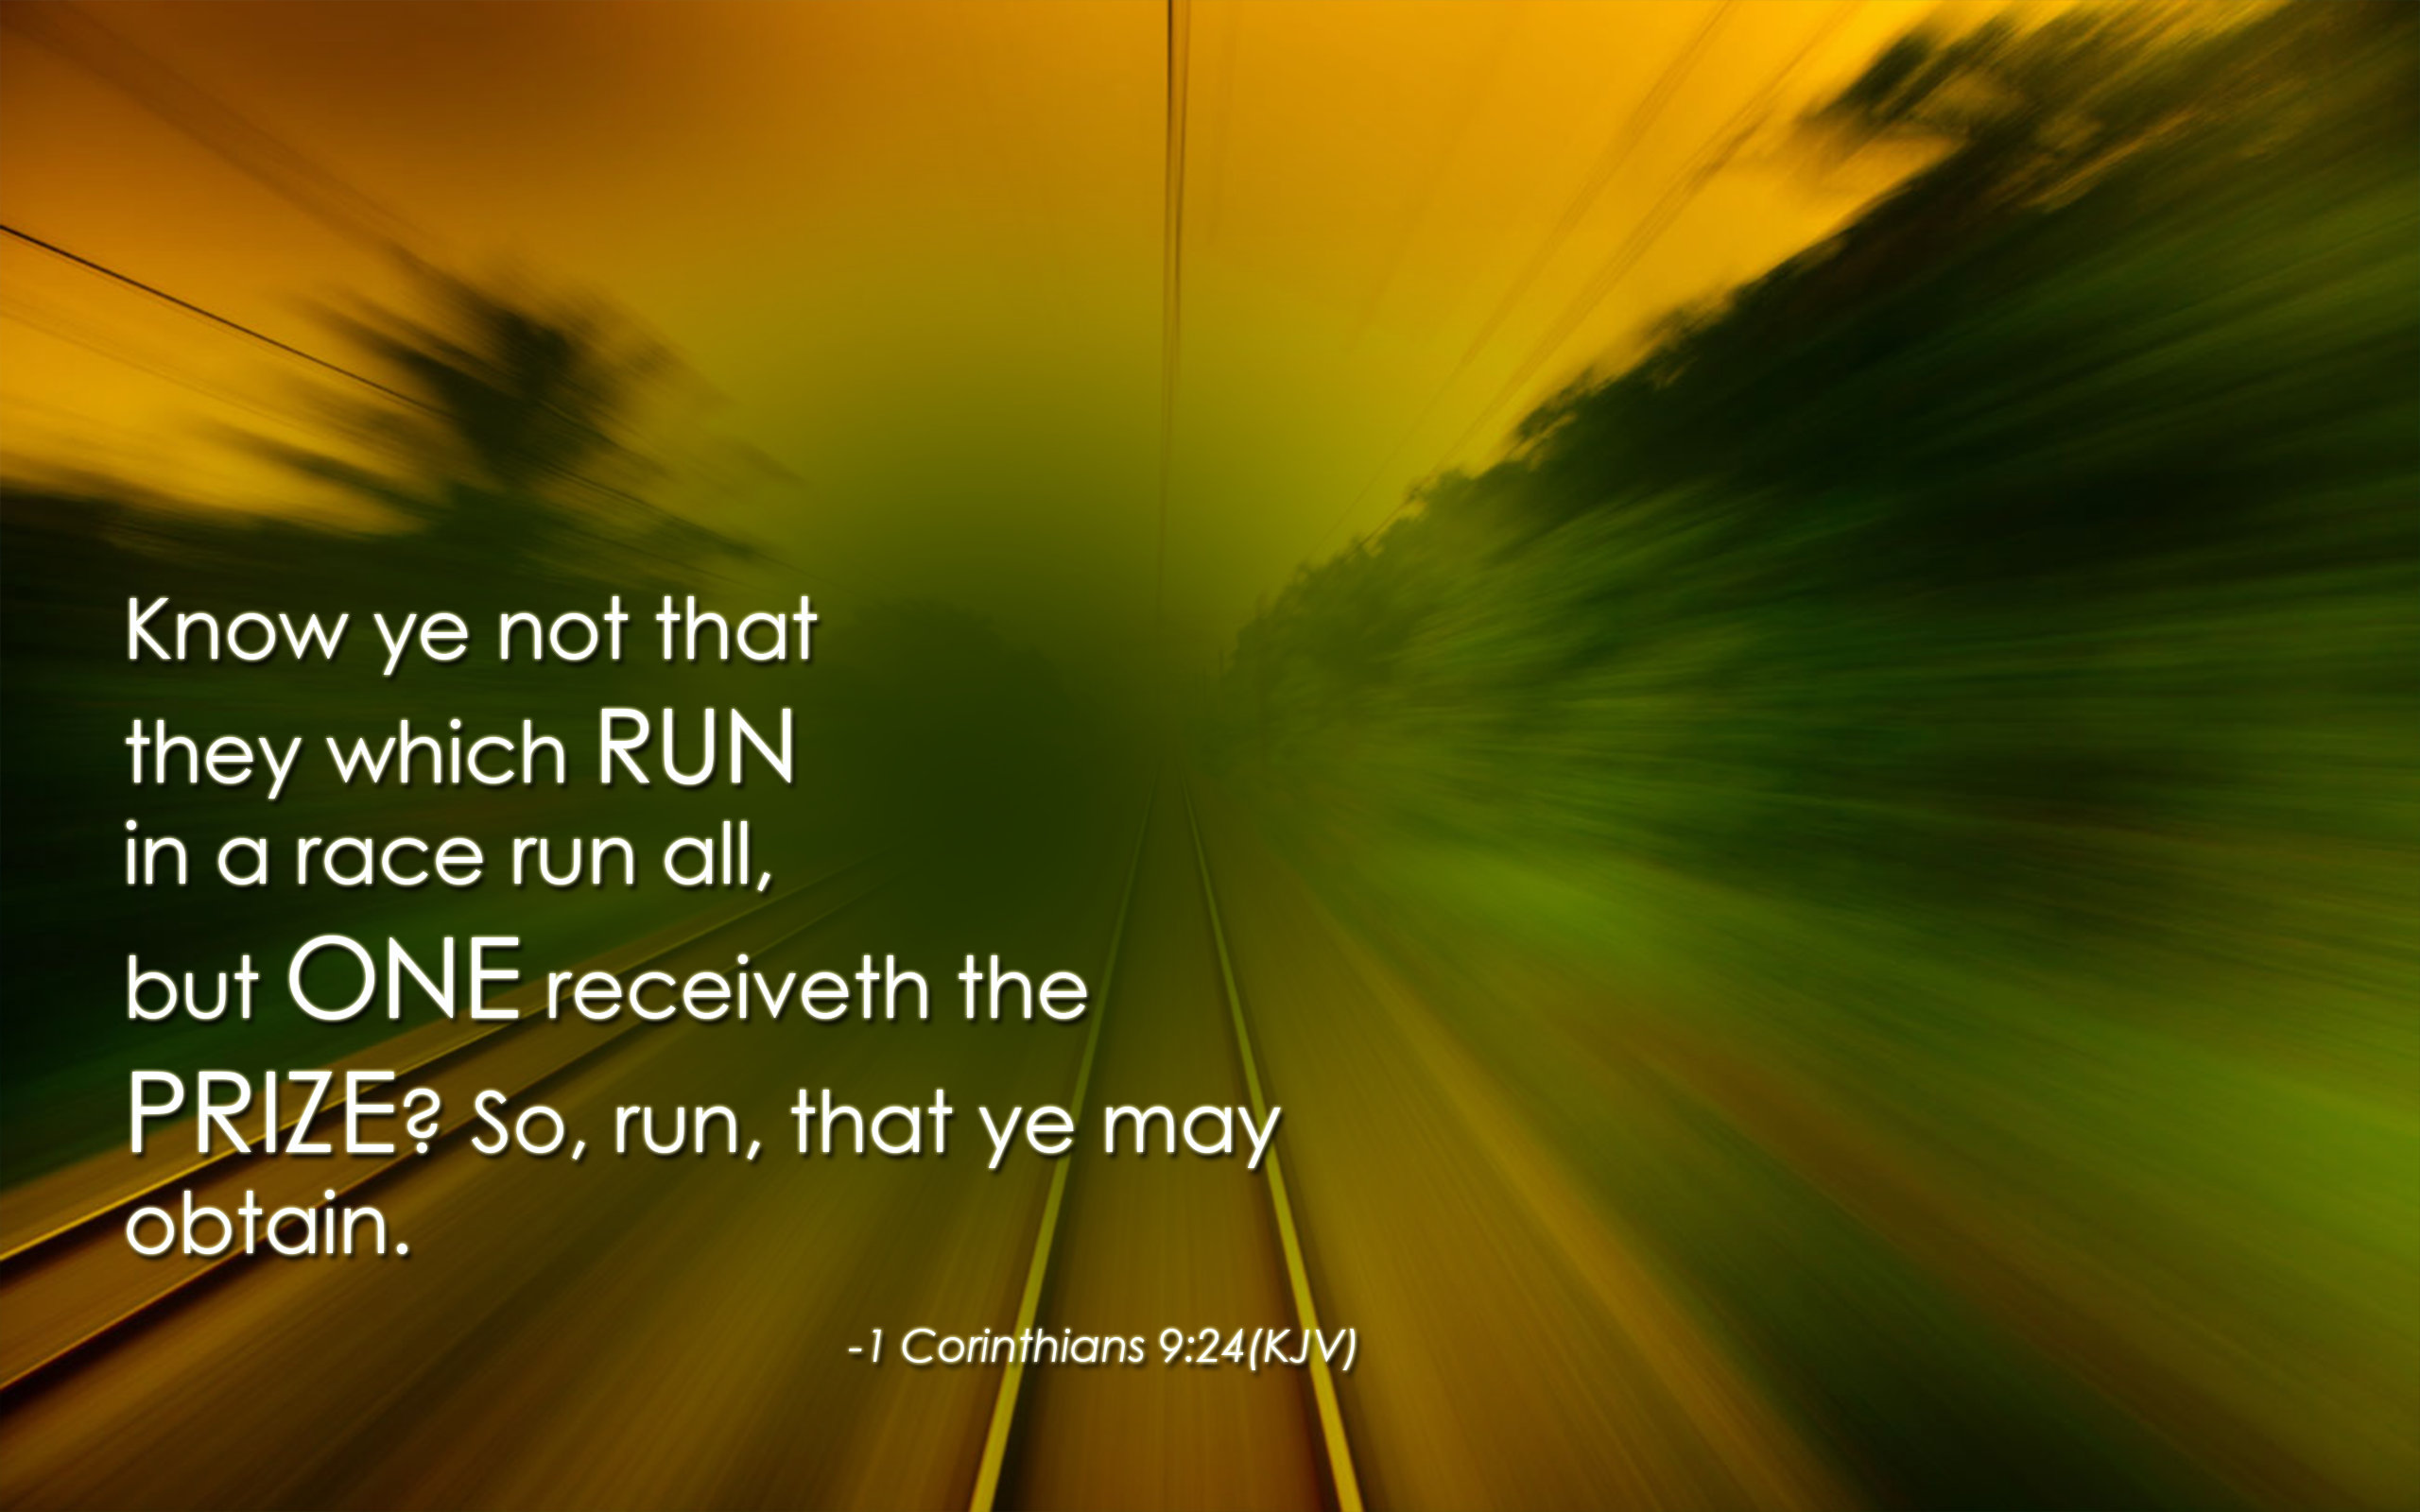 Know ye not that
they which RUN
in a race run all,
but ONE receiveth the
PRIZE? So, run, that ye may
obtain.
-1 Corinthians 9:24(KJV)